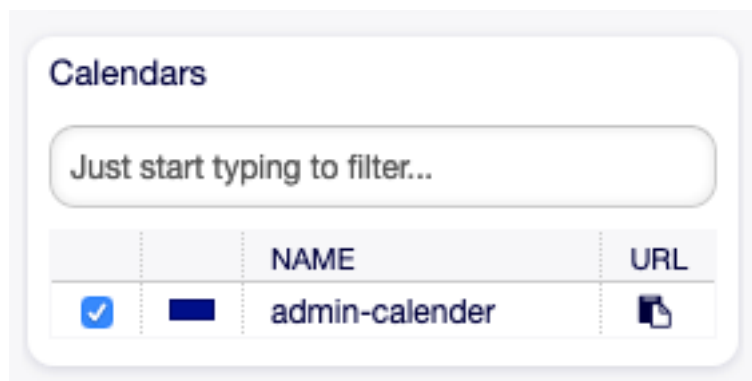 Calendars
Just start typing to filter...
NAME URL
admin-calender